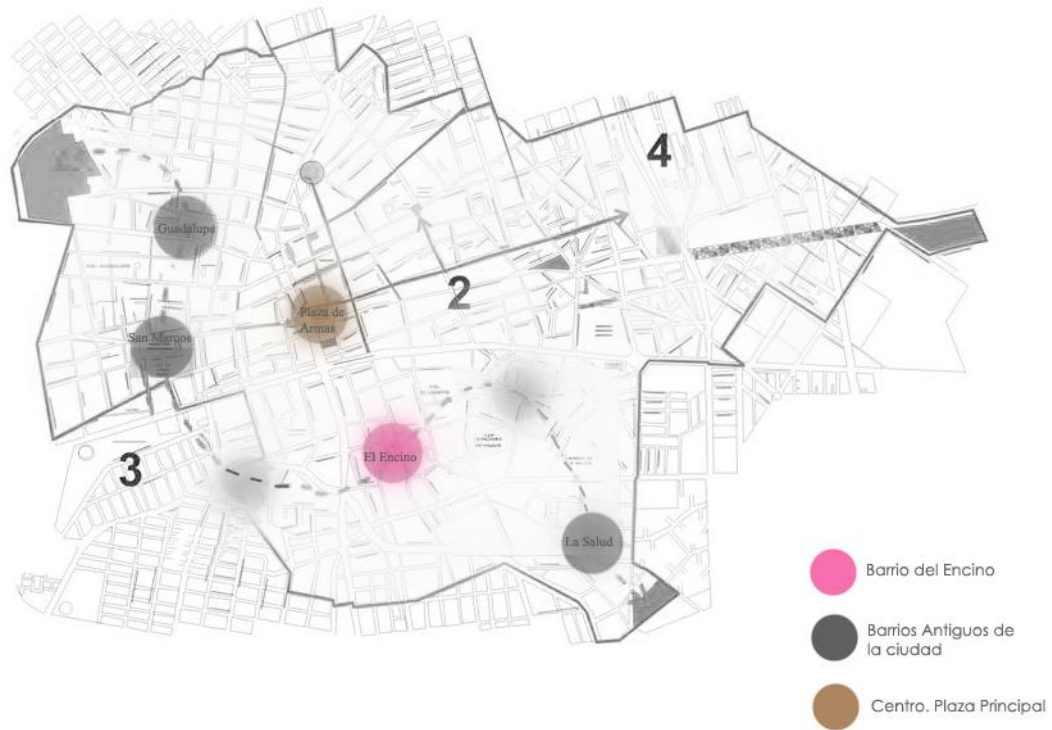 4
Guadalupe
2
Plaza de
Armas
San Marcos
El Encino
3
La Salud
Barrio del Encino
Barrios Antiguos de
la ciudad
Centro. Plaza Principal